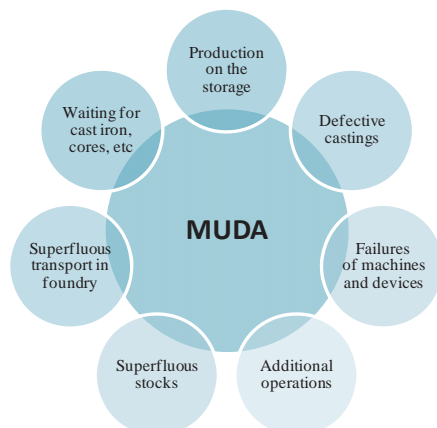 Production
on the
storage
Defective
castings
Failures
of machines
and devices
Additional
operations
Superfluous
stocks
Superfluous
transport in
foundry
Waiting for
cast iron,
cores, etc
MUDA